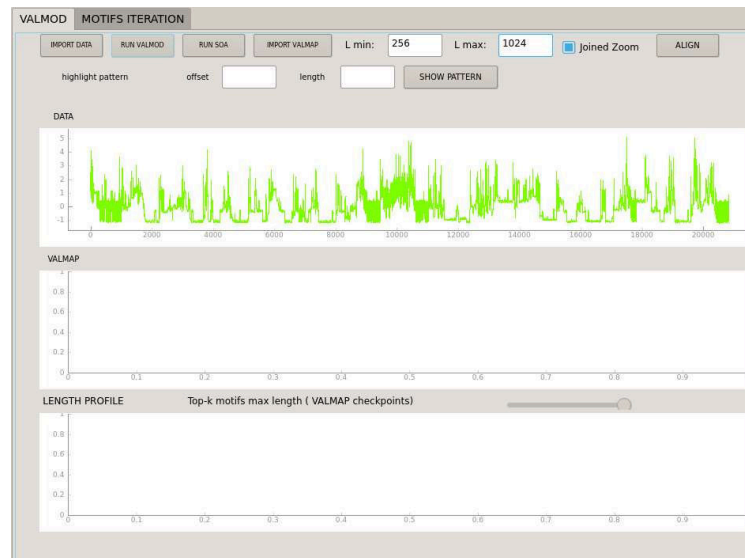 VALMOD MOTIFS ITERATION
IMPORT DATA RUN VALMOD RUN SOA IMPORT VALMAP L min: 256 L max: 1024 Joined Zoom ALIGN
highlight pattern offset length SHOW PATTERN
DATA
5
4
3
2
1
0
-1
0 2000 4000 6000 8000 10000 12000 14000 16000 18000 20000
VALMAP
1
0.8
0.6
0.4
0.2
0
0 0.1 0.2 0.3 0.4 0.5 0.6 0.7 0.8 0.9
LENGTH PROFILE Top-k motifs max length ( VALMAP checkpoints)
1
0.8
0.6
0.4
0.2
0
0 0.1 0.2 0.3 0.4 0.5 0.6 0.7 0.8 0.9